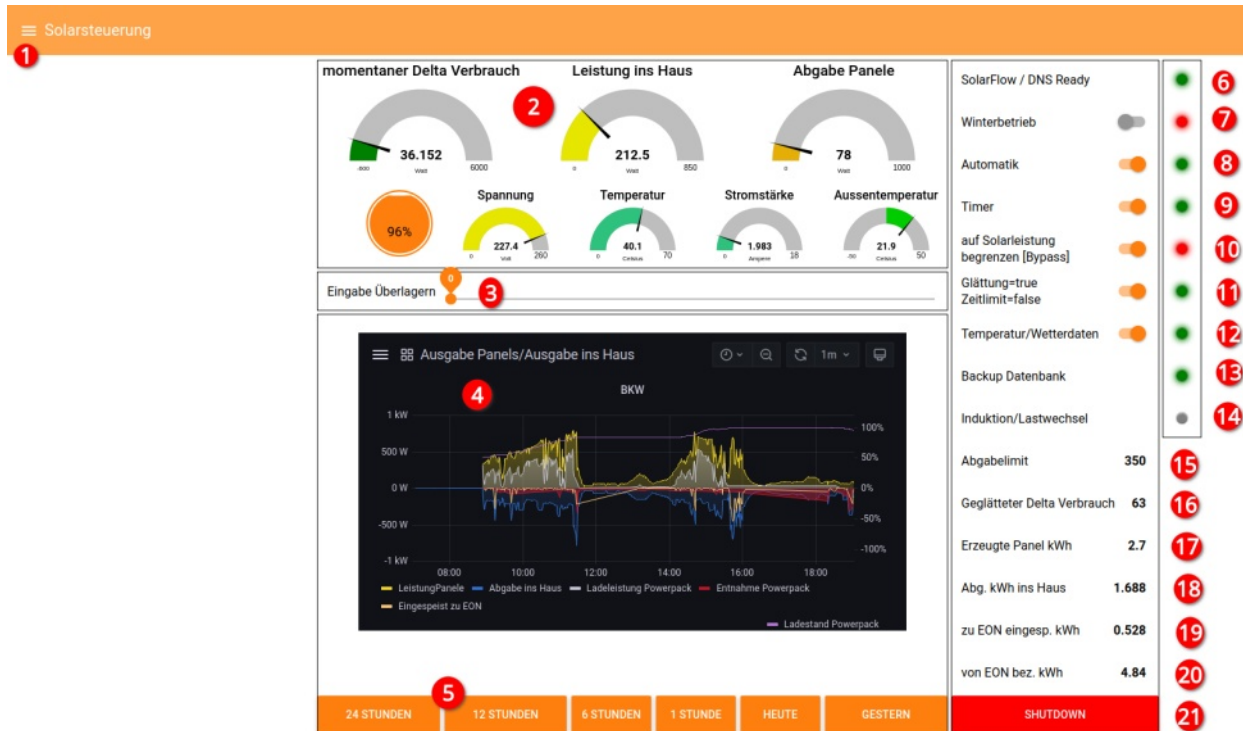 Solarsteuerung
1
momentaner Delta Verbrauch
Leistung ins Haus
Abgabe Panele
2
36.152
-500
Watt
6000
212.5
0
Watt
850
78
0
Watt
1000
96%
Spannung
227.4
0
Volt
260
Temperatur
40.1
0
Celsius
70
Stromstärke
1.983
0
Ampere
18
Aussentemperatur
21.9
-50
Celsius
50
Eingabe Überlagern
0
3
Ausgabe Panels/Ausgabe ins Haus
1m
4
BKW
1 kW
500 W
0 W
-500 W
-1 kW
100%
50%
0%
-50%
-100%
08:00
10:00
12:00
14:00
16:00
18:00
LeistungPanele
Abgabe ins Haus
Ladeleistung Powerpack
Entnahme Powerpack
Eingespeist zu EON
Ladestand Powerpack
5
24 STUNDEN
12 STUNDEN
6 STUNDEN
1 STUNDE
HEUTE
GESTERN
SolarFlow / DNS Ready
6
Winterbetrieb
7
Automatik
8
Timer
9
auf Solarleistung
begrenzen [Bypass]
10
Glättung=true
Zeitlimit=false
11
Temperatur/Wetterdaten
12
Backup Datenbank
13
Induktion/Lastwechsel
14
Abgabelimit 350
15
Geglätteter Delta Verbrauch 63
16
Erzeugte Panel kWh 2.7
17
Abg. kWh ins Haus 1.688
18
zu EON eingesp. kWh 0.528
19
von EON bez. kWh 4.84
20
SHUTDOWN
21